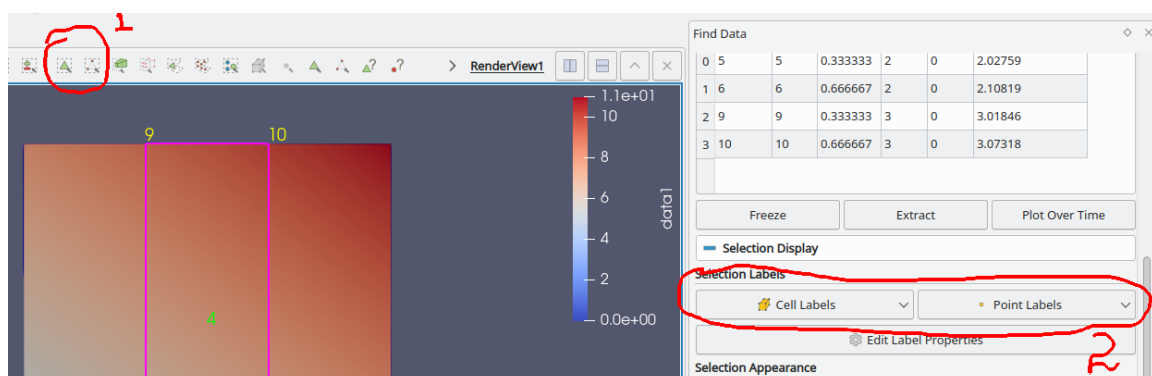 1
Find Data
RenderView1
0 5 5 0.333333 2 0 2.02759
1 6 6 0.666667 2 0 2.10819
2 9 9 0.333333 3 0 3.01846
3 10 10 0.666667 3 0 3.07318
1.1e+01
10
8
6
4
2
0.0e+00
data1
9 10
Freeze Extract Plot Over Time
Selection Display
Selection Labels
Cell Labels Point Labels
Edit Label Properties
2
Selection Appearance